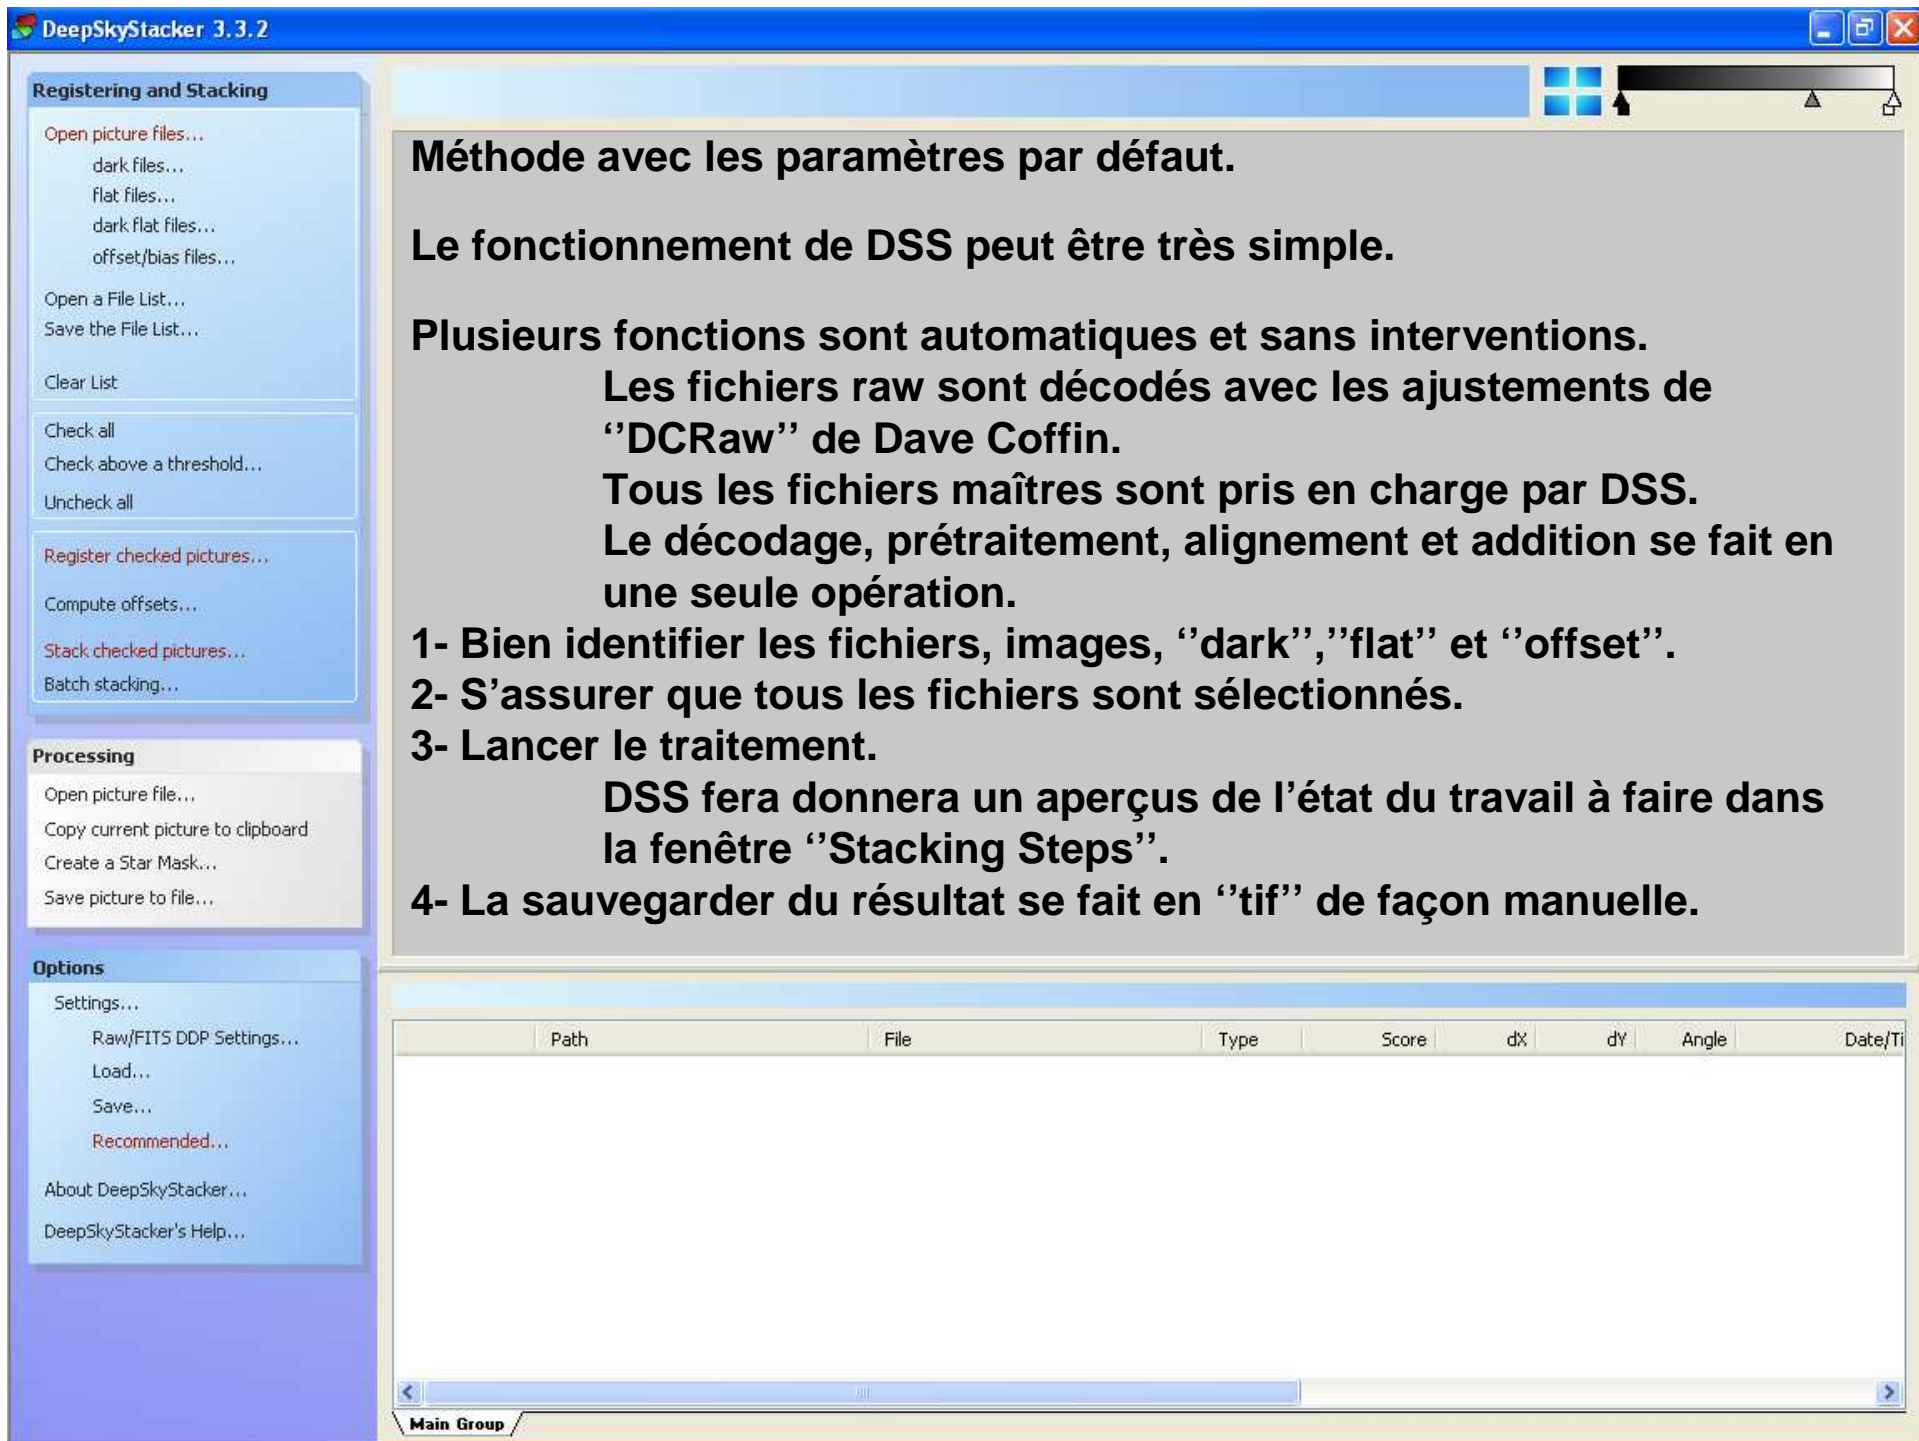 DeepSkyStacker 3.3.2
Registering and Stacking
Open picture files...
dark files...
flat files...
dark flat files...
offset/bias files...
Open a File List...
Save the File List...
Clear List
Check all
Check above a threshold...
Uncheck all
Register checked pictures...
Compute offsets...
Stack checked pictures...
Batch stacking...
Processing
Open picture file...
Copy current picture to clipboard
Create a Star Mask...
Save picture to file...
Options
Settings...
Raw/FITS DDP Settings...
Load...
Save...
Recommended...
About DeepSkyStacker...
DeepSkyStacker's Help...
Méthode avec les paramètres par défaut.
Le fonctionnement de DSS peut être très simple.
Plusieurs fonctions sont automatiques et sans interventions.
Les fichiers raw sont décodés avec les ajustements de
‘’DCRaw’’ de Dave Coffin.
Tous les fichiers maîtres sont pris en charge par DSS.
Le décodage, prétraitement, alignement et addition se fait en
une seule opération.
1- Bien identifier les fichiers, images, ‘’dark’’,’’flat’’ et ‘’offset’’.
2- S’assurer que tous les fichiers sont sélectionnés.
3- Lancer le traitement.
DSS fera donnera un aperçus de l’état du travail à faire dans
la fenêtre ‘’Stacking Steps’’.
4- La sauvegarder du résultat se fait en ‘’tif’’ de façon manuelle.
Path File Type Score dX dY Angle Date/Ti
Main Group